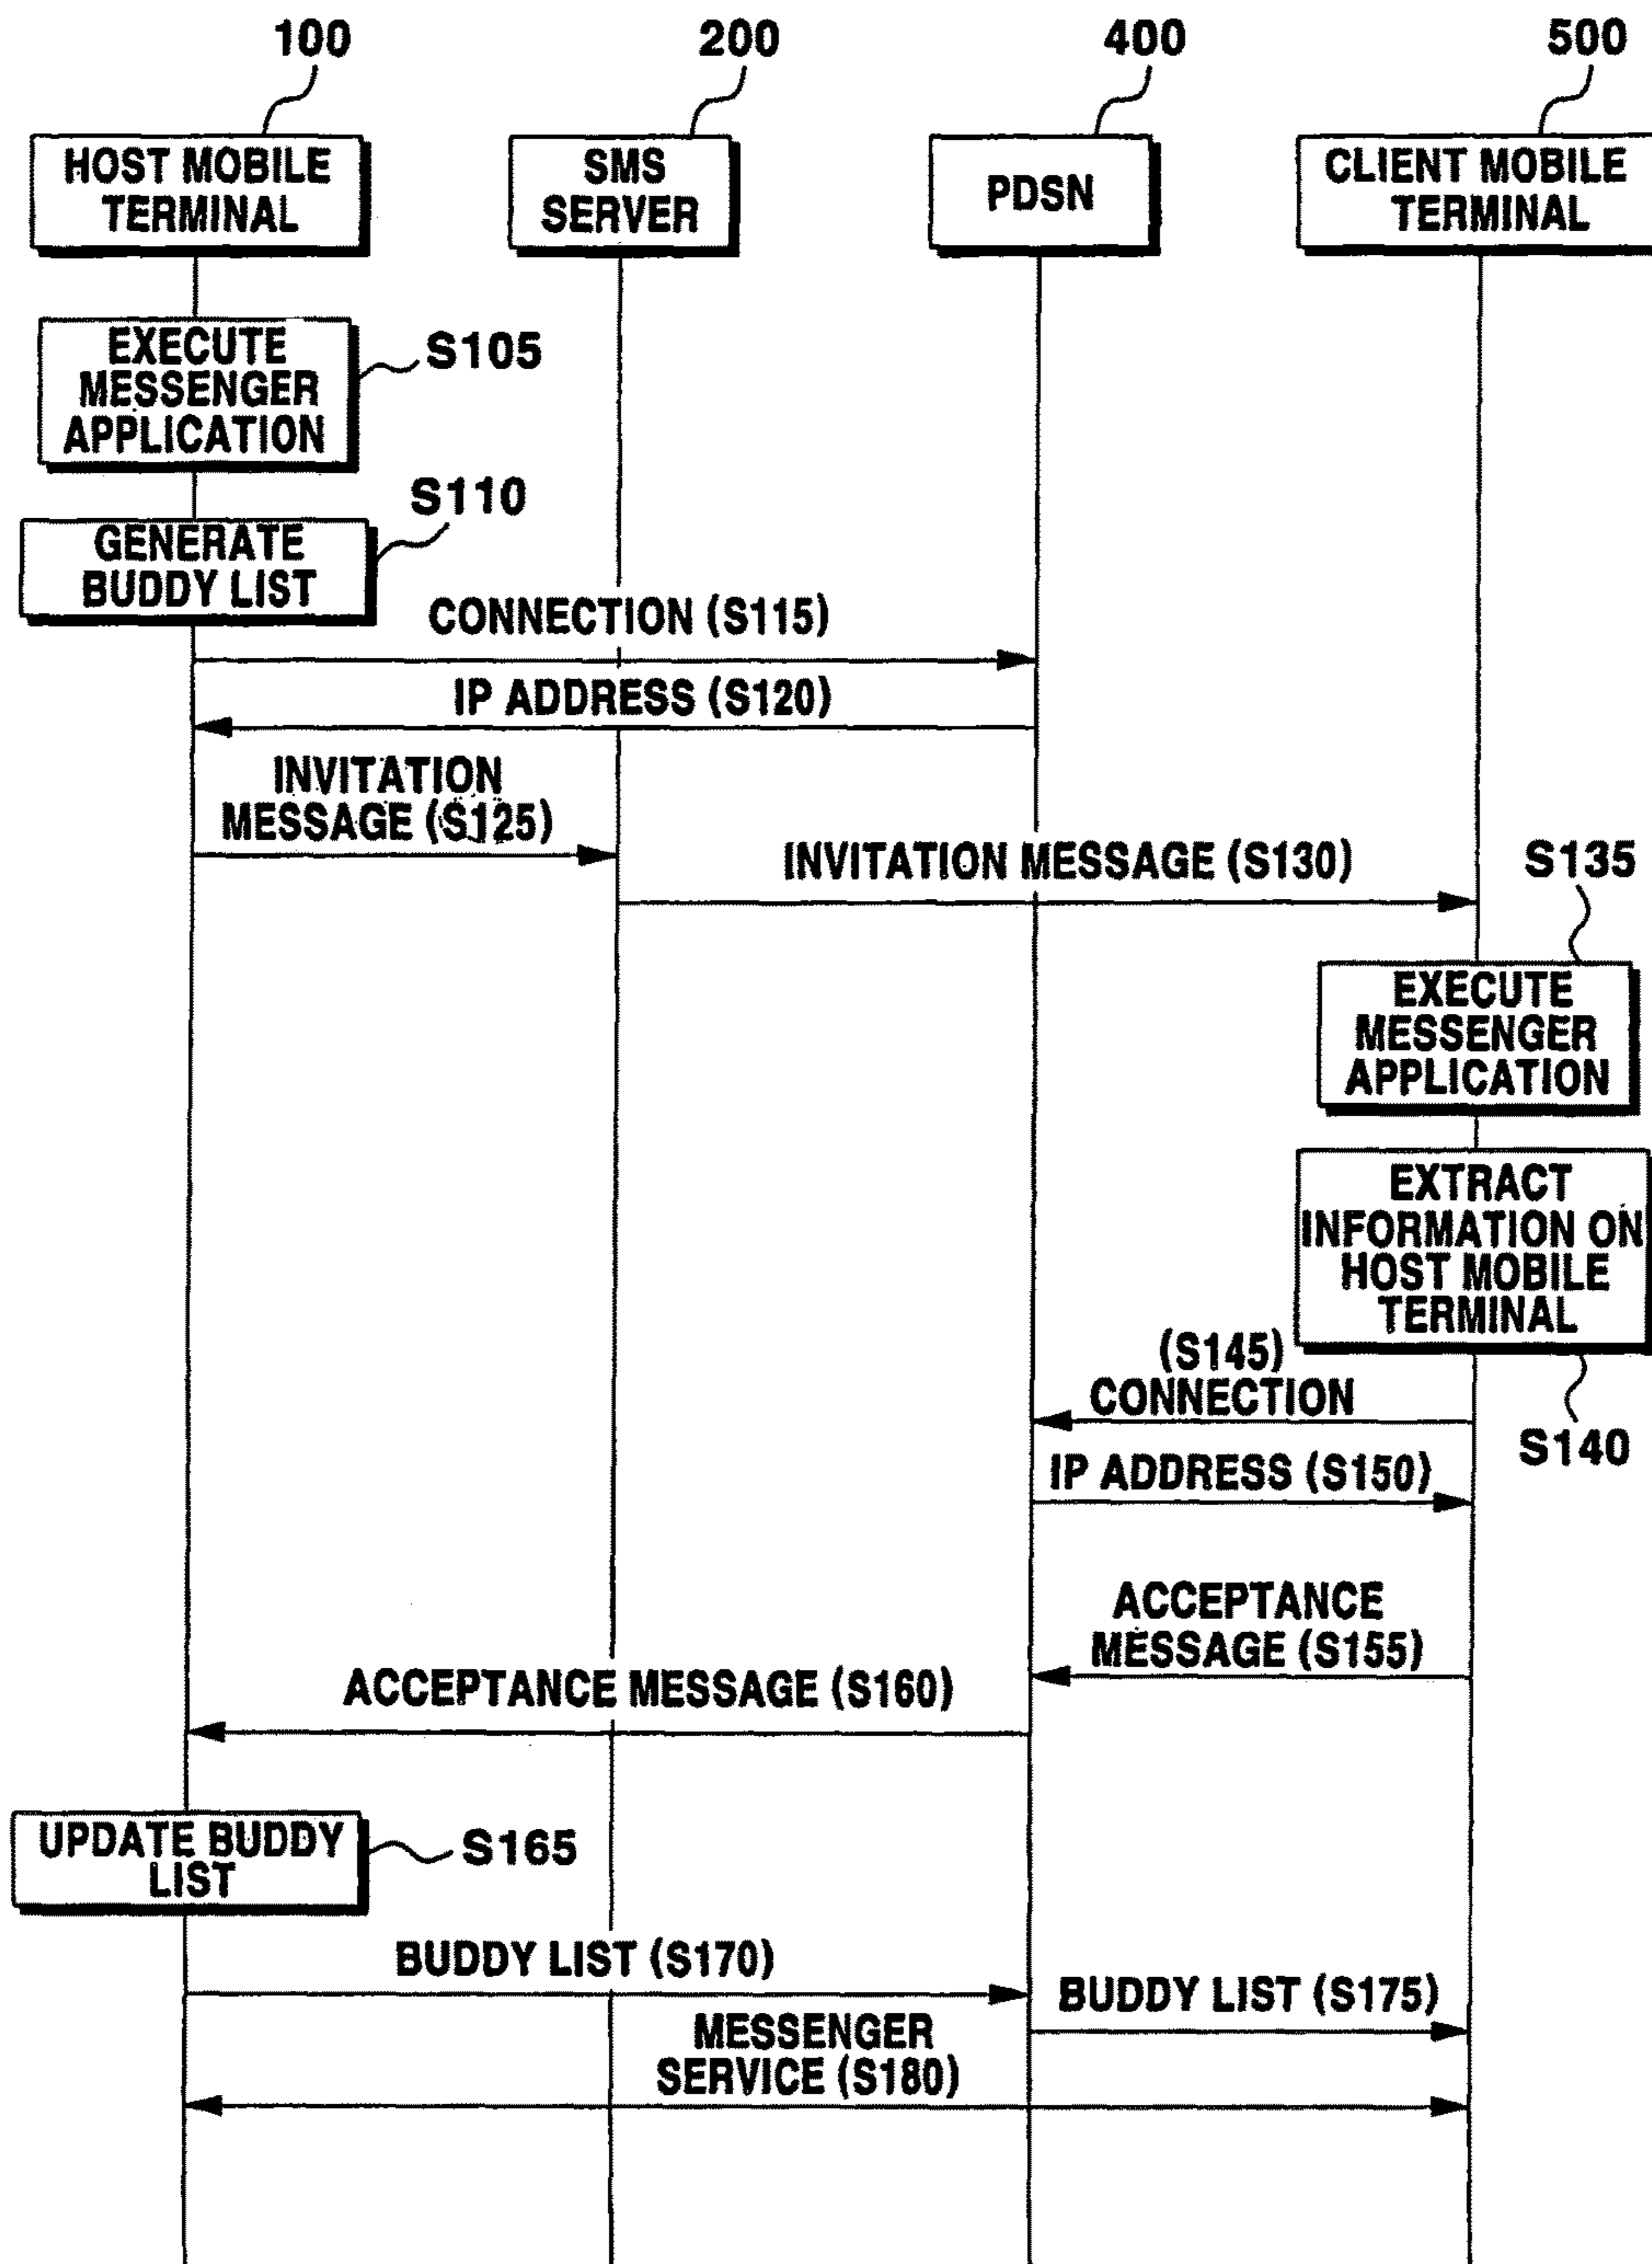 100
200
400
500
HOST MOBILE
TERMINAL
SMS
SERVER
PDSN
CLIENT MOBILE
TERMINAL
EXECUTE
MESSENGER
APPLICATION
S105
S110
GENERATE
BUDDY LIST
CONNECTION (S115)
IP ADDRESS (S120)
INVITATION
MESSAGE (S125)
INVITATION MESSAGE (S130)
S135
EXECUTE
MESSENGER
APPLICATION
EXTRACT
INFORMATION ON
HOST MOBILE
TERMINAL
(S145)
CONNECTION
S140
IP ADDRESS (S150)
ACCEPTANCE
MESSAGE (S155)
ACCEPTANCE MESSAGE (S160)
UPDATE BUDDY
LIST
S165
BUDDY LIST (S170)
BUDDY LIST (S175)
MESSENGER
SERVICE (S180)